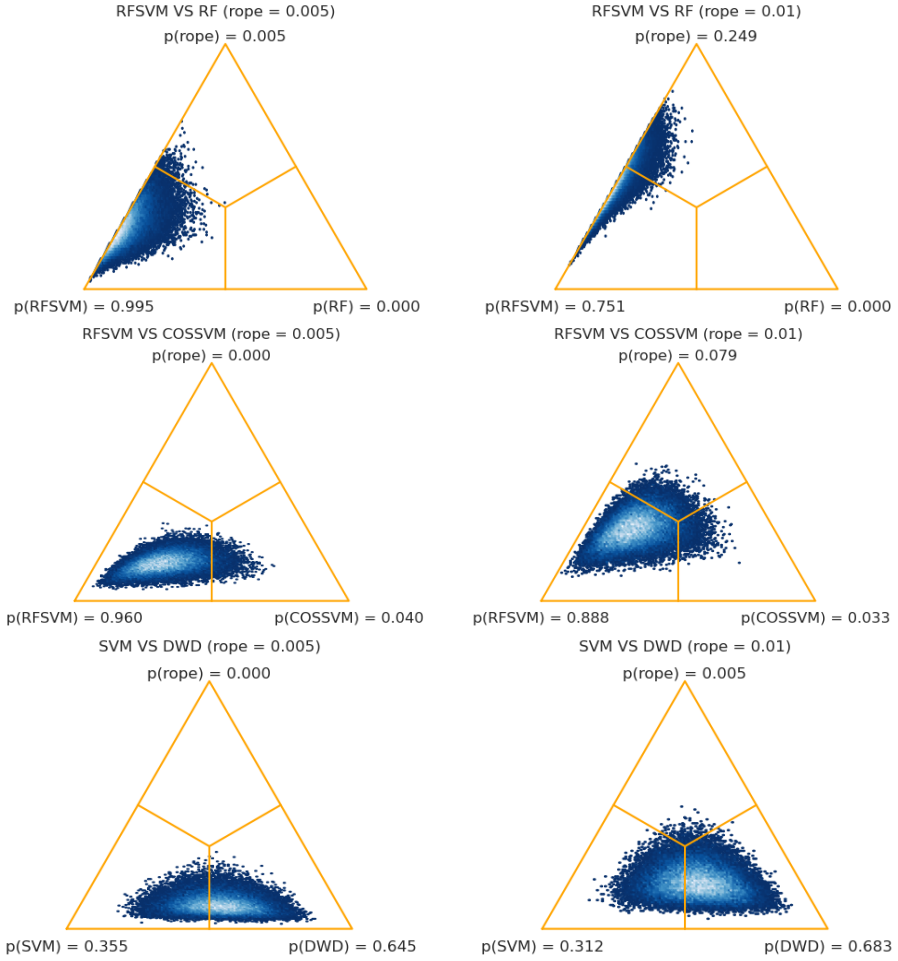 RFSVM VS RF (rope = 0.005)
p(rope) = 0.005
p(RFSVM) = 0.995
p(RF) = 0.000
RFSVM VS RF (rope = 0.01)
p(rope) = 0.249
p(RFSVM) = 0.751
p(RF) = 0.000
RFSVM VS COSSVM (rope = 0.005)
p(rope) = 0.000
p(RFSVM) = 0.960
p(COSSVM) = 0.040
RFSVM VS COSSVM (rope = 0.01)
p(rope) = 0.079
p(RFSVM) = 0.888
p(COSSVM) = 0.033
SVM VS DWD (rope = 0.005)
p(rope) = 0.000
p(SVM) = 0.355
p(DWD) = 0.645
SVM VS DWD (rope = 0.01)
p(rope) = 0.005
p(SVM) = 0.312
p(DWD) = 0.683